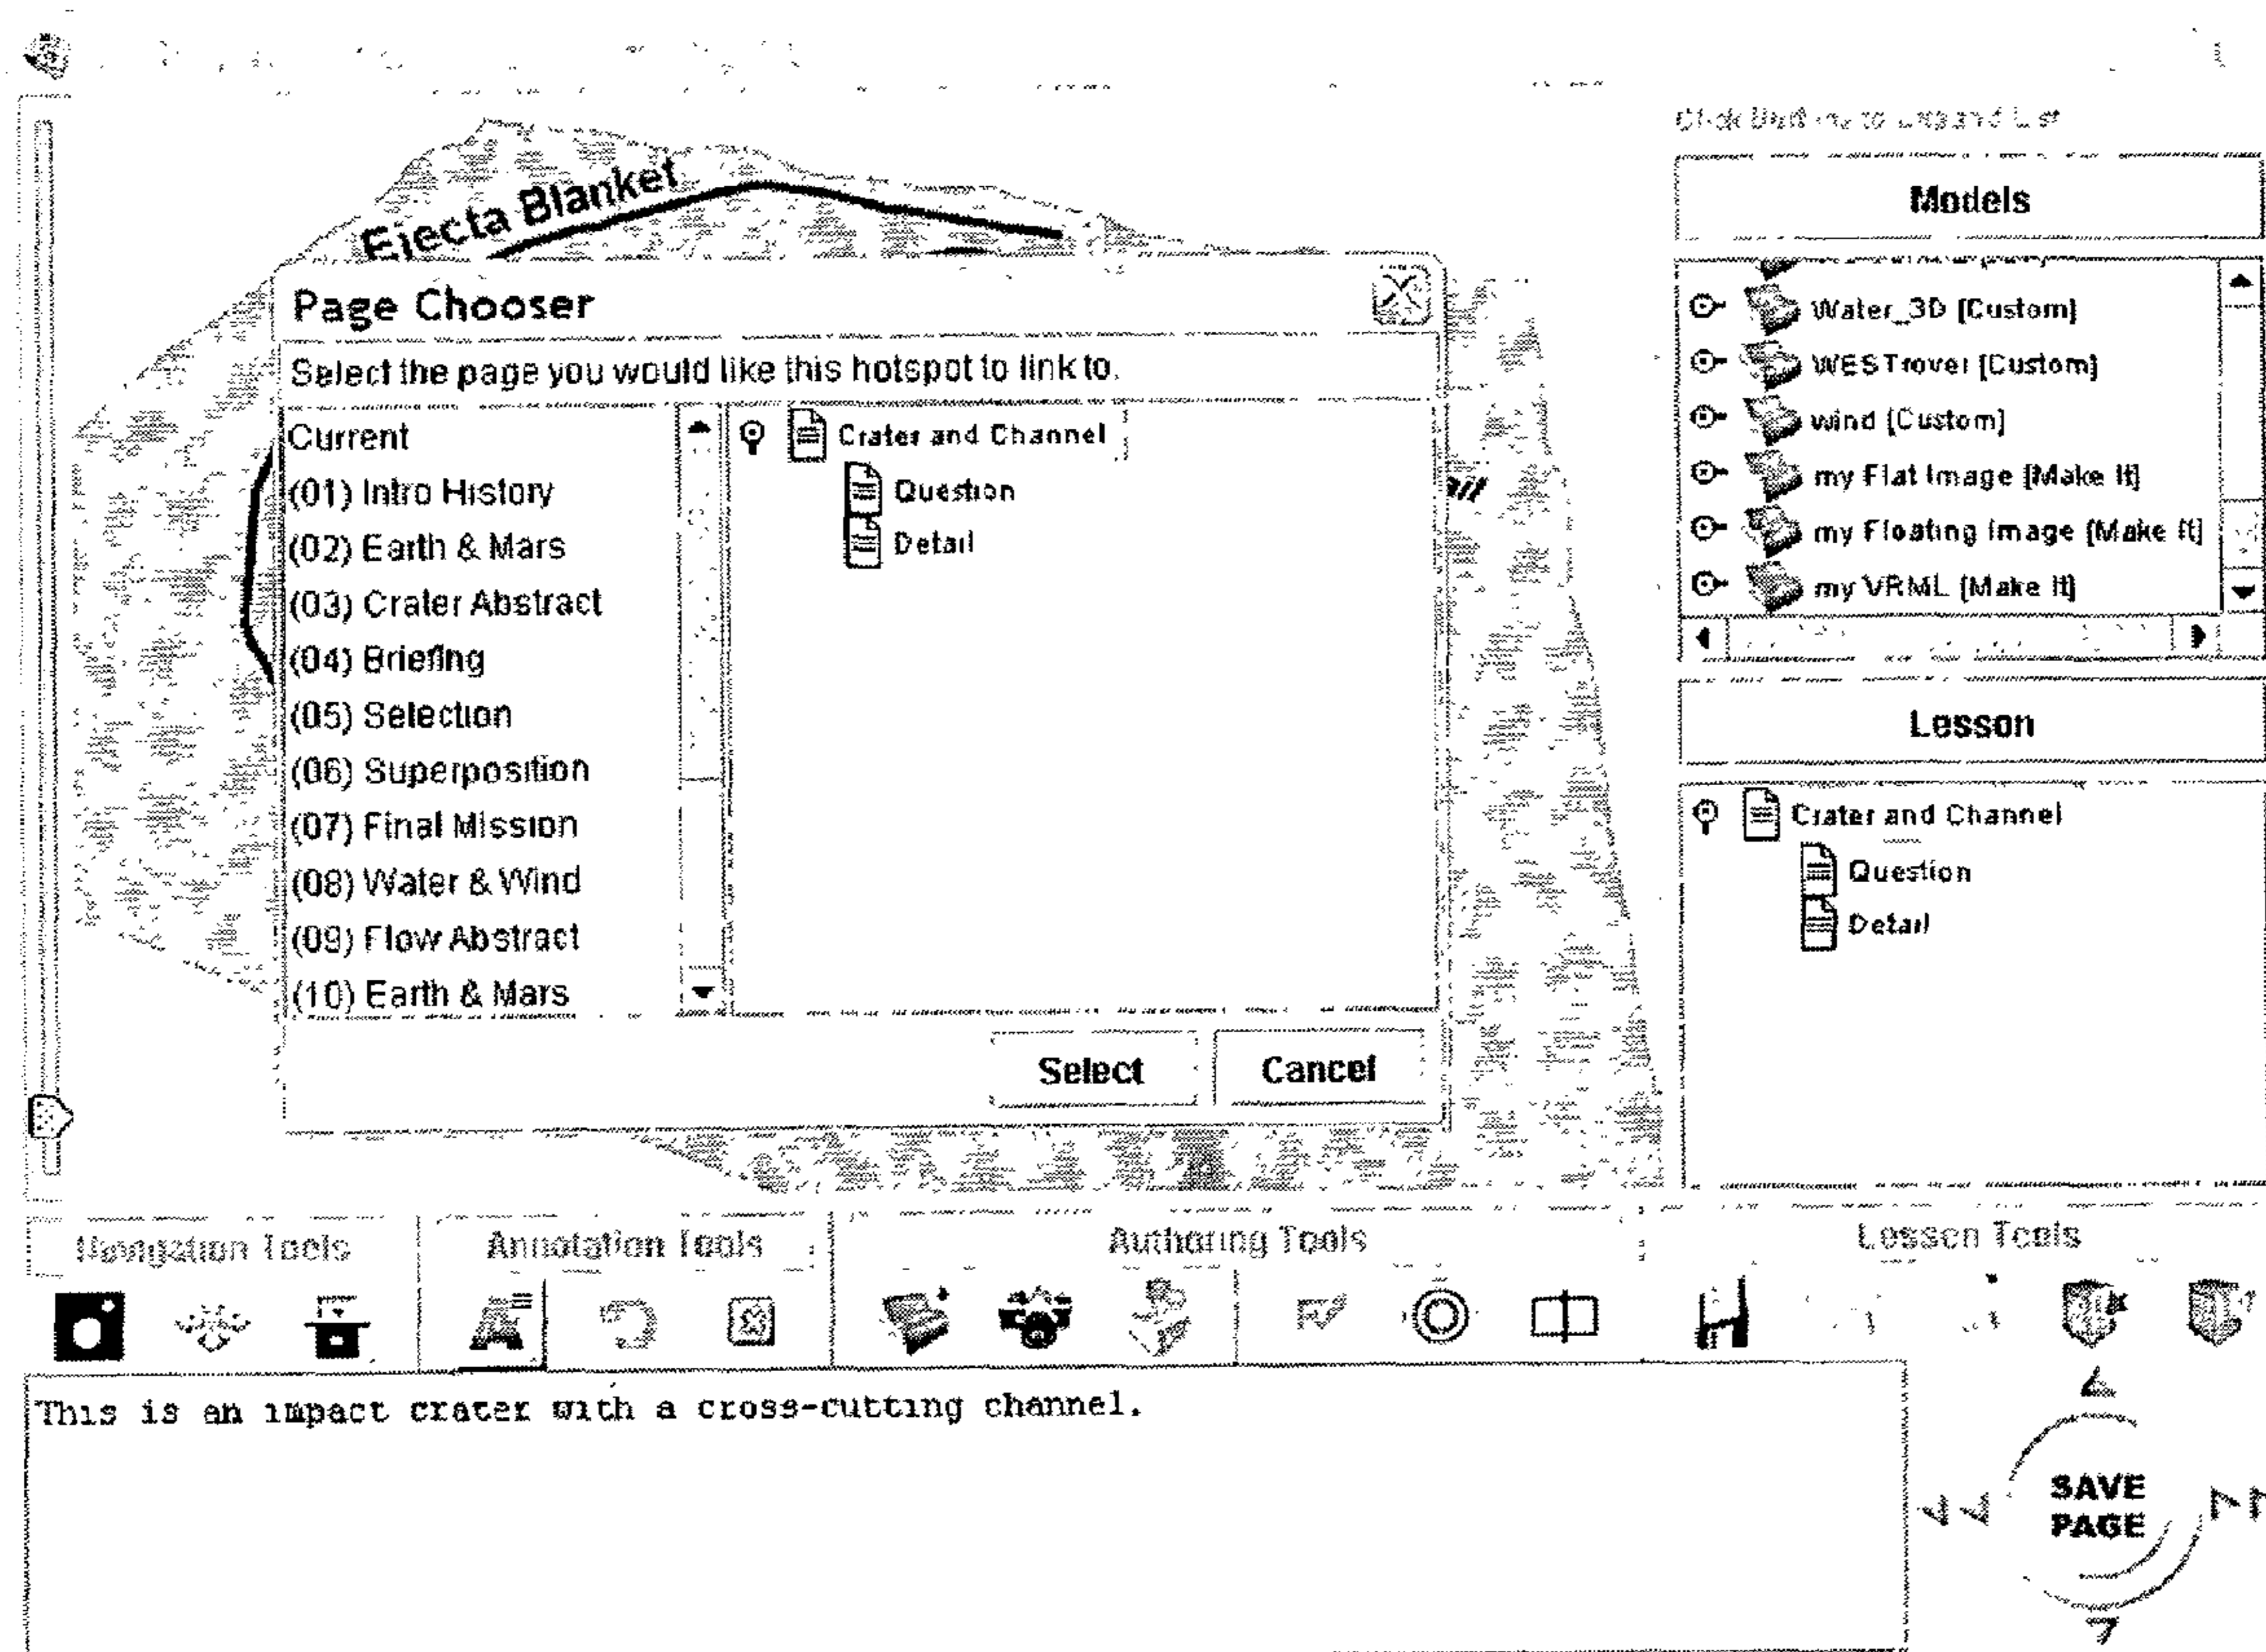 Click Buttons to Expand List
Ejecta Blanket
Models
Page Chooser
Select the page you would like this hotspot to link to.
Current
(01) Intro History
(02) Earth & Mars
(03) Crater Abstract
(04) Briefing
(05) Selection
(06) Superposition
(07) Final Mission
(08) Water & Wind
(09) Flow Abstract
(10) Earth & Mars
Crater and Channel
Question
Detail
Select
Cancel
Water_3D [Custom]
WESTrover [Custom]
wind [Custom]
my Flat Image [Make It]
my Floating Image [Make It]
my VRML [Make It]
Lesson
Crater and Channel
Question
Detail
Navigation Tools
Annotation Tools
Authoring Tools
Lesson Tools
This is an impact crater with a cross-cutting channel.
SAVE
PAGE